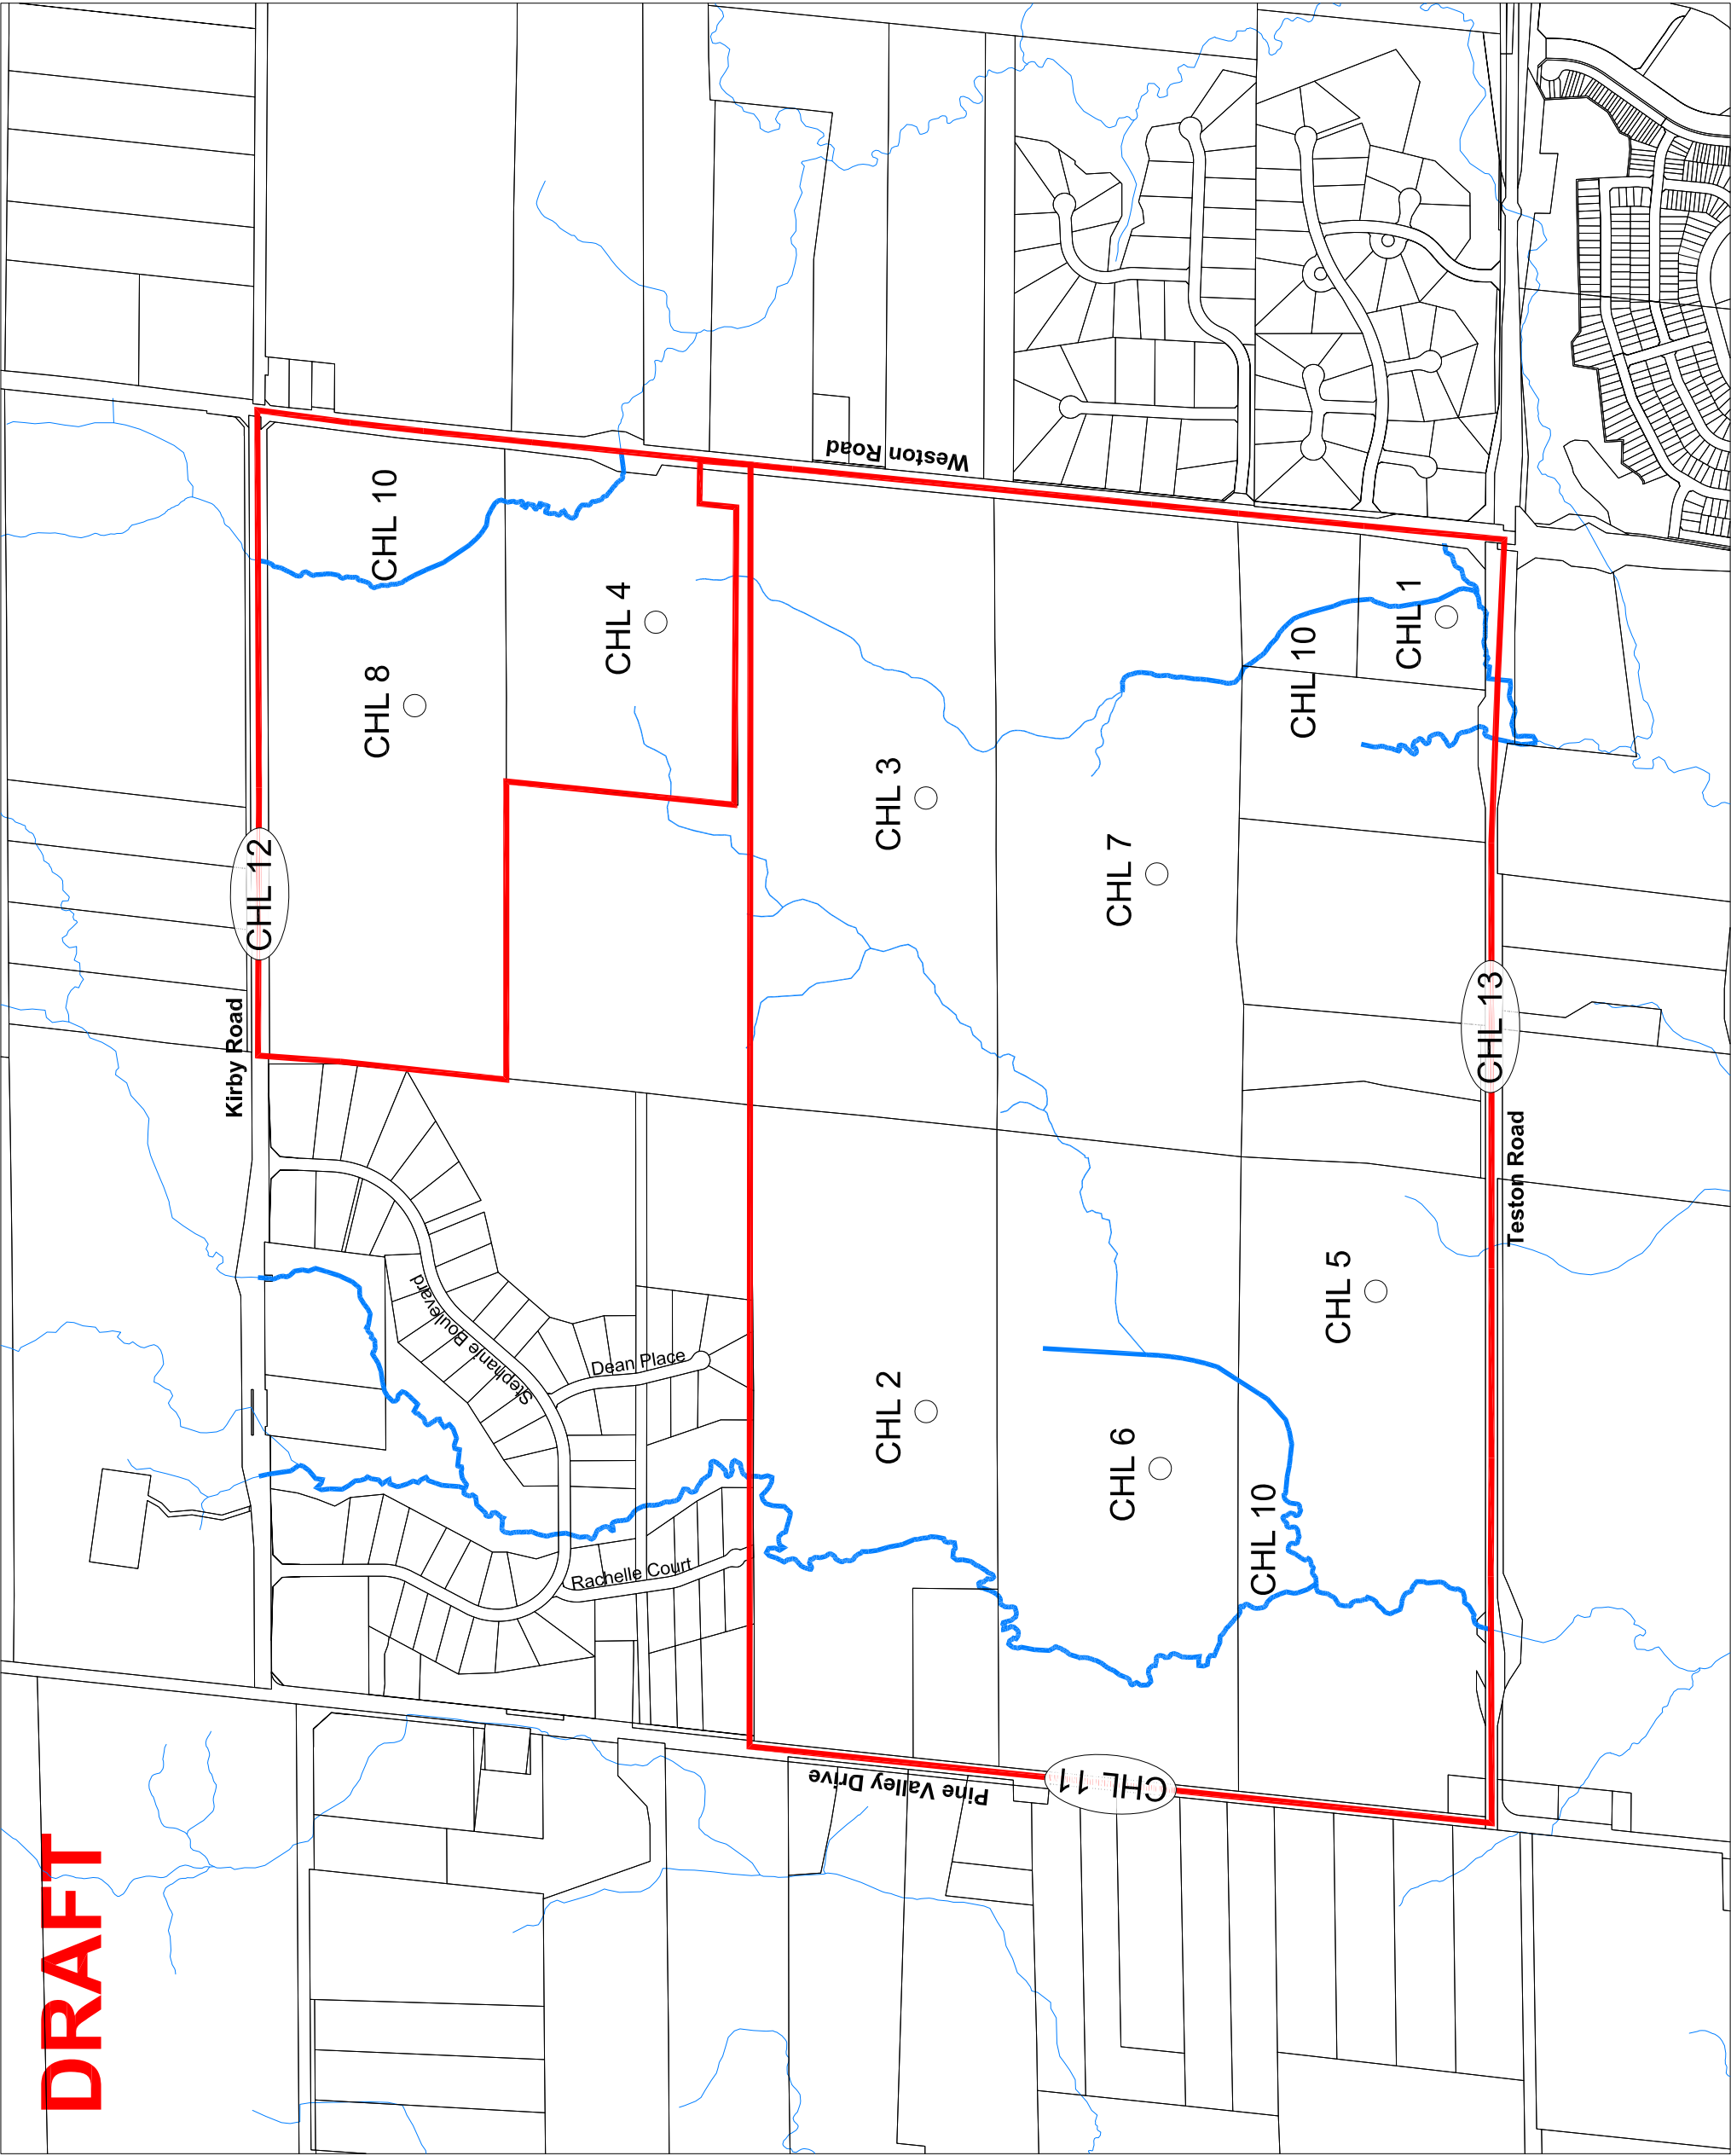 DRAFT
Kirby Road
CHL 12
CHL 10
CHL 8
CHL 4
Stephanie Boulevard
Dean Place
Rachelle Court
Weston Road
Pine Valley Drive
CHL 11
CHL 2
CHL 3
CHL 6
CHL 7
CHL 10
CHL 5
CHL 10
CHL 1
CHL 13
Teston Road